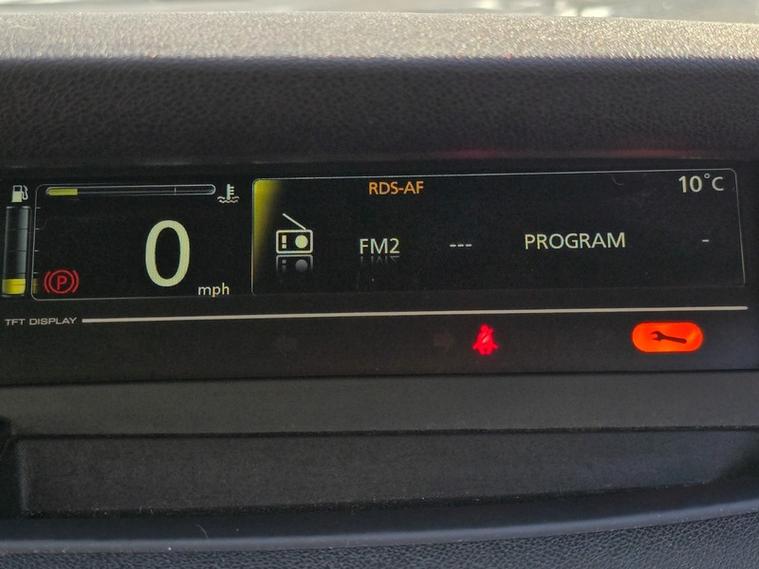 RDS-AF
10°C
0
mph
P
FM2 --- PROGRAM -
TFT DISPLAY